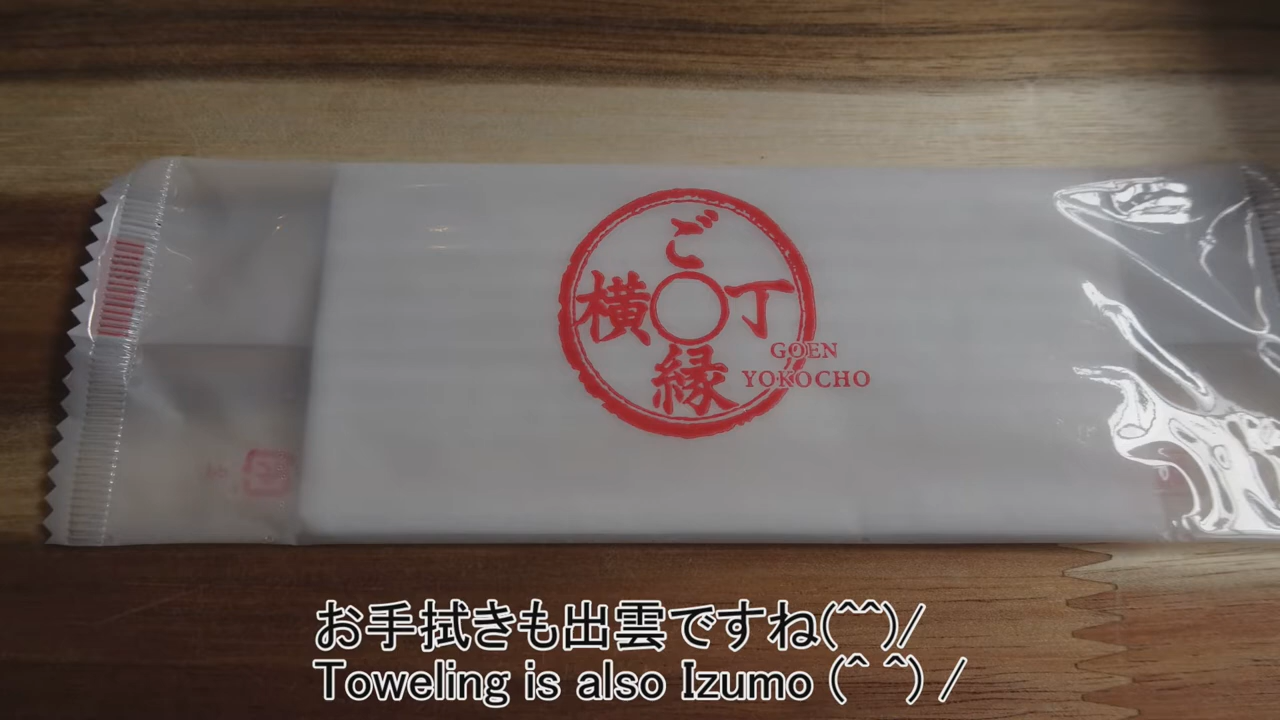 ご縁
横丁
GOEN
YOKOCHO
お手拭きも出雲ですね(^^)/
Toweling is also Izumo (^ ^) /